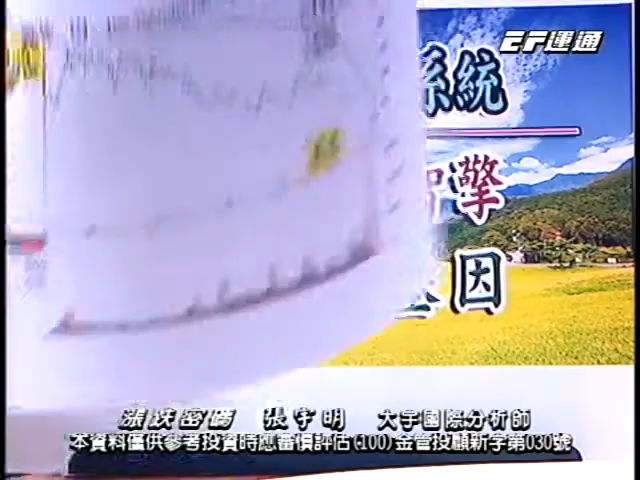 EF運通
系統
擎
基因
漲跌密碼 張宇明 大宇國際分析師
本資料僅供參考投資時應審慎評估(100)金管投顧新字第030號